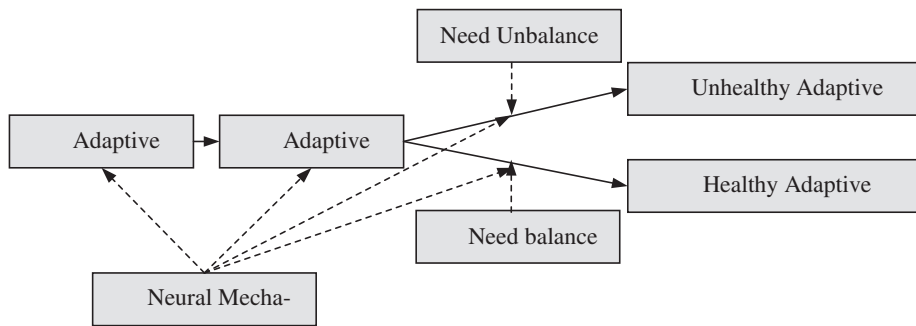 Need Unbalance
Unhealthy Adaptive
Adaptive
Adaptive
Healthy Adaptive
Need balance
Neural Mecha-